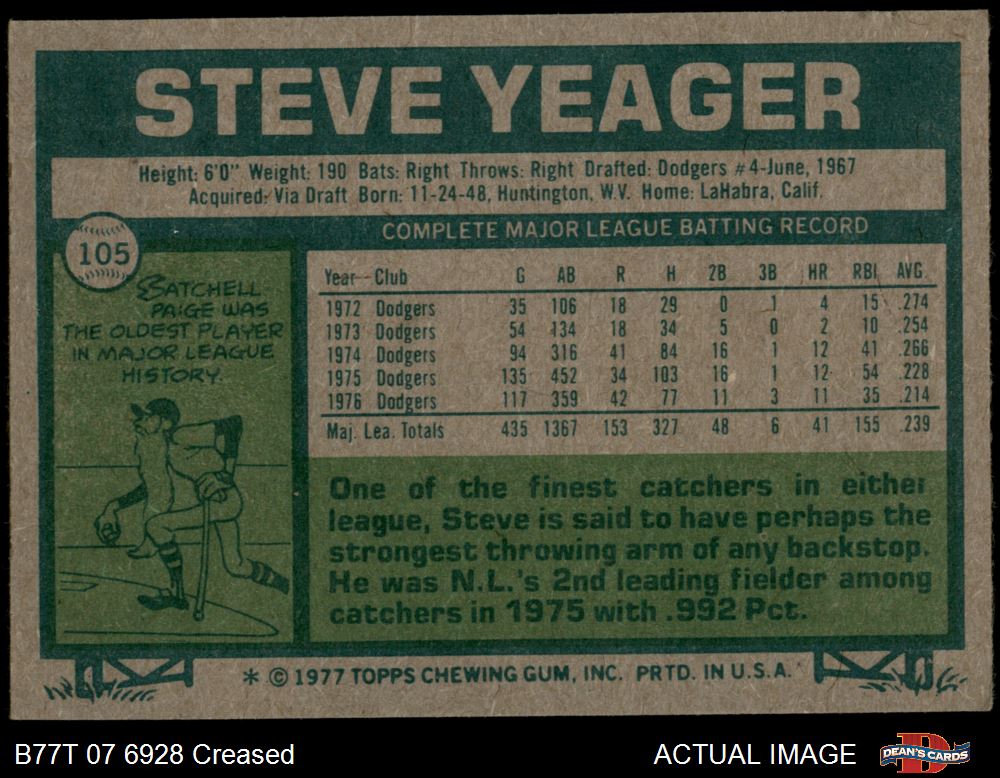 STEVE YEAGER
Height: 6'0" Weight: 190 Bats: Right Throws: Right Drafted: Dodgers #4-June, 1967
Acquired: Via Draft Born: 11-24-48, Huntington, W.V. Home: LaHabra, Calif.
105
COMPLETE MAJOR LEAGUE BATTING RECORD
SATCHELL
PAIGE WAS
THE OLDEST PLAYER
IN MAJOR LEAGUE
HISTORY.
Year Club G AB R H 2B 3B HR RBI AVG.
1972 Dodgers 35 106 18 29 0 1 4 15 .274
1973 Dodgers 54 134 18 34 5 0 2 10 .254
1974 Dodgers 94 316 41 84 16 1 12 41 .266
1975 Dodgers 135 452 34 103 16 1 12 54 .228
1976 Dodgers 117 359 42 77 11 3 11 35 .214
Maj. Lea. Totals 435 1367 153 327 48 6 41 155 .239
One of the finest catchers in either
league, Steve is said to have perhaps the
strongest throwing arm of any backstop.
He was N.L.'s 2nd leading fielder among
catchers in 1975 with .992 Pct.
* © 1977 TOPPS CHEWING GUM, INC. PRTD. IN U.S.A.
B77T 07 6928 Creased
ACTUAL IMAGE
DEAN'S CARDS